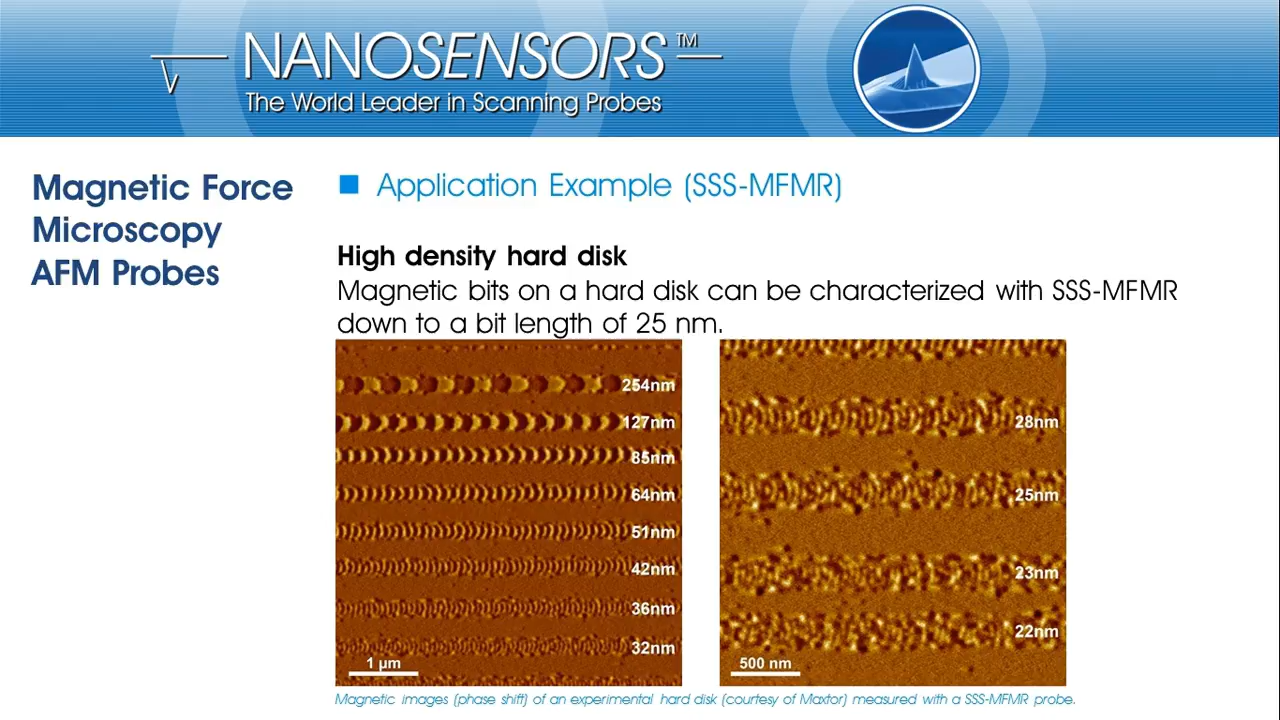 NANOSENSORS™
The World Leader in Scanning Probes
Magnetic Force
Microscopy
AFM Probes
Application Example (SSS-MFMR)
High density hard disk
Magnetic bits on a hard disk can be characterized with SSS-MFMR
down to a bit length of 25 nm.
254nm
127nm
85nm
64nm
51nm
42nm
36nm
32nm
1 µm
28nm
25nm
23nm
22nm
500 nm
Magnetic images (phase shift) of an experimental hard disk (courtesy of Maxtor) measured with a SSS-MFMR probe.